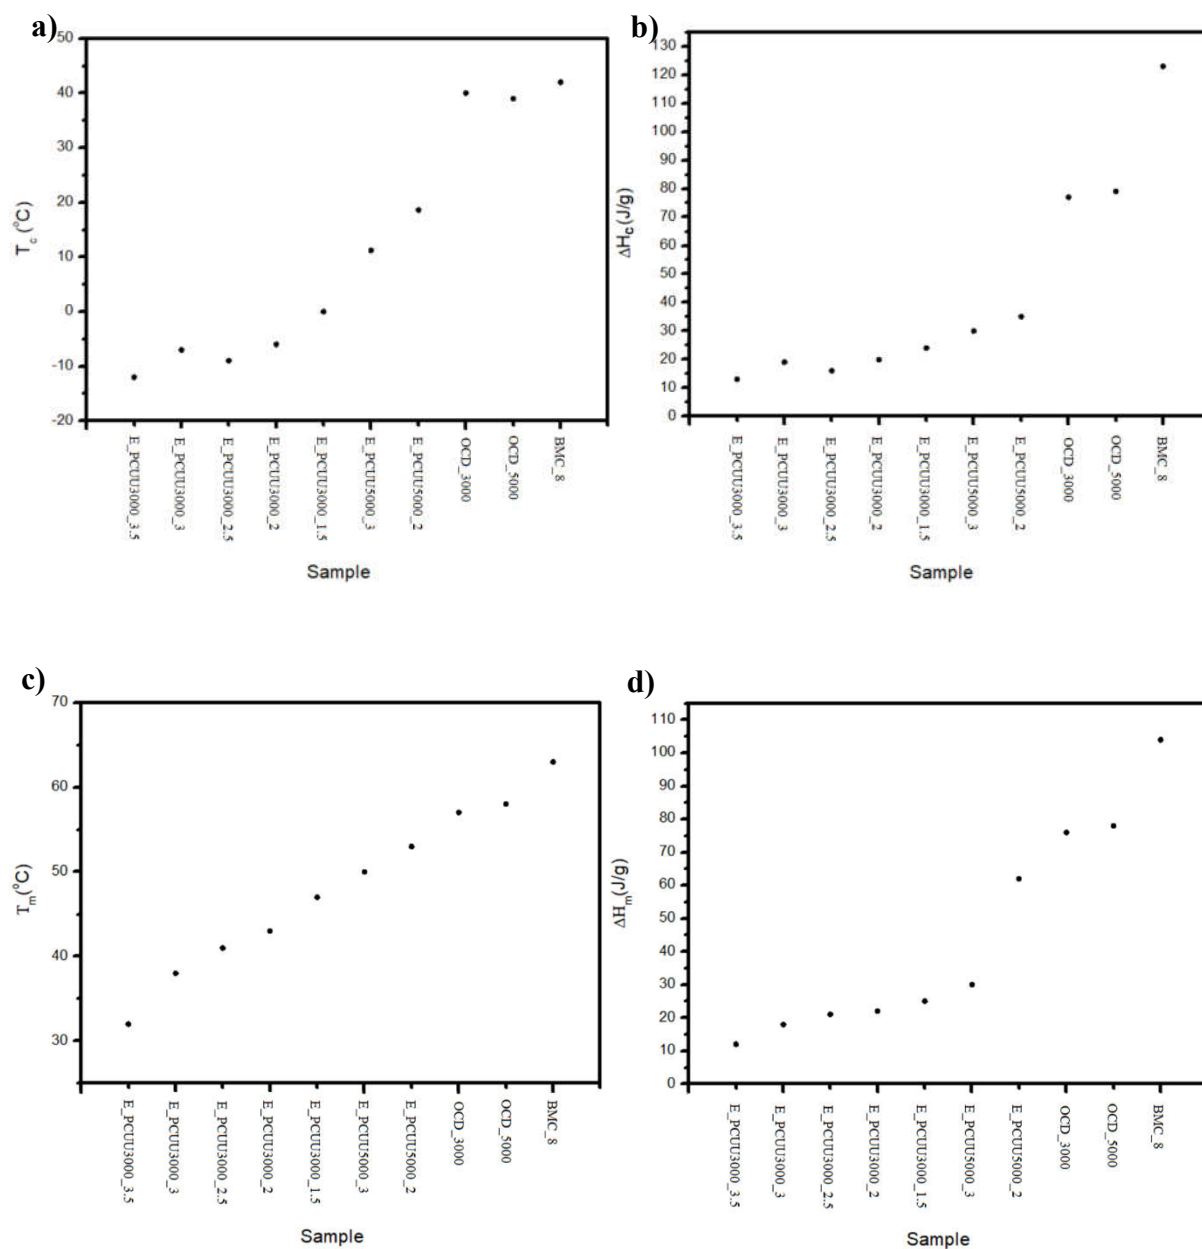 a)
50
40
30
20
10
0
-10
-20
T_c (°C)
E_PCUU3000_3.5
E_PCUU3000_3
E_PCUU3000_2.5
E_PCUU3000_2
E_PCUU3000_1.5
E_PCUU5000_3
E_PCUU5000_2
OCD_3000
OCD_5000
BMC_8
Sample
b)
130
120
110
100
90
80
70
60
50
40
30
20
10
0
ΔH_c (J/g)
E_PCUU3000_3.5
E_PCUU3000_3
E_PCUU3000_2.5
E_PCUU3000_2
E_PCUU3000_1.5
E_PCUU5000_3
E_PCUU5000_2
OCD_3000
OCD_5000
BMC_8
Sample
c)
70
60
50
40
30
T_m (°C)
E_PCUU3000_3.5
E_PCUU3000_3
E_PCUU3000_2.5
E_PCUU3000_2
E_PCUU3000_1.5
E_PCUU5000_3
E_PCUU5000_2
OCD_3000
OCD_5000
BMC_8
Sample
d)
110
100
90
80
70
60
50
40
30
20
10
0
ΔH_m (J/g)
E_PCUU3000_3.5
E_PCUU3000_3
E_PCUU3000_2.5
E_PCUU3000_2
E_PCUU3000_1.5
E_PCUU5000_3
E_PCUU5000_2
OCD_3000
OCD_5000
BMC_8
Sample